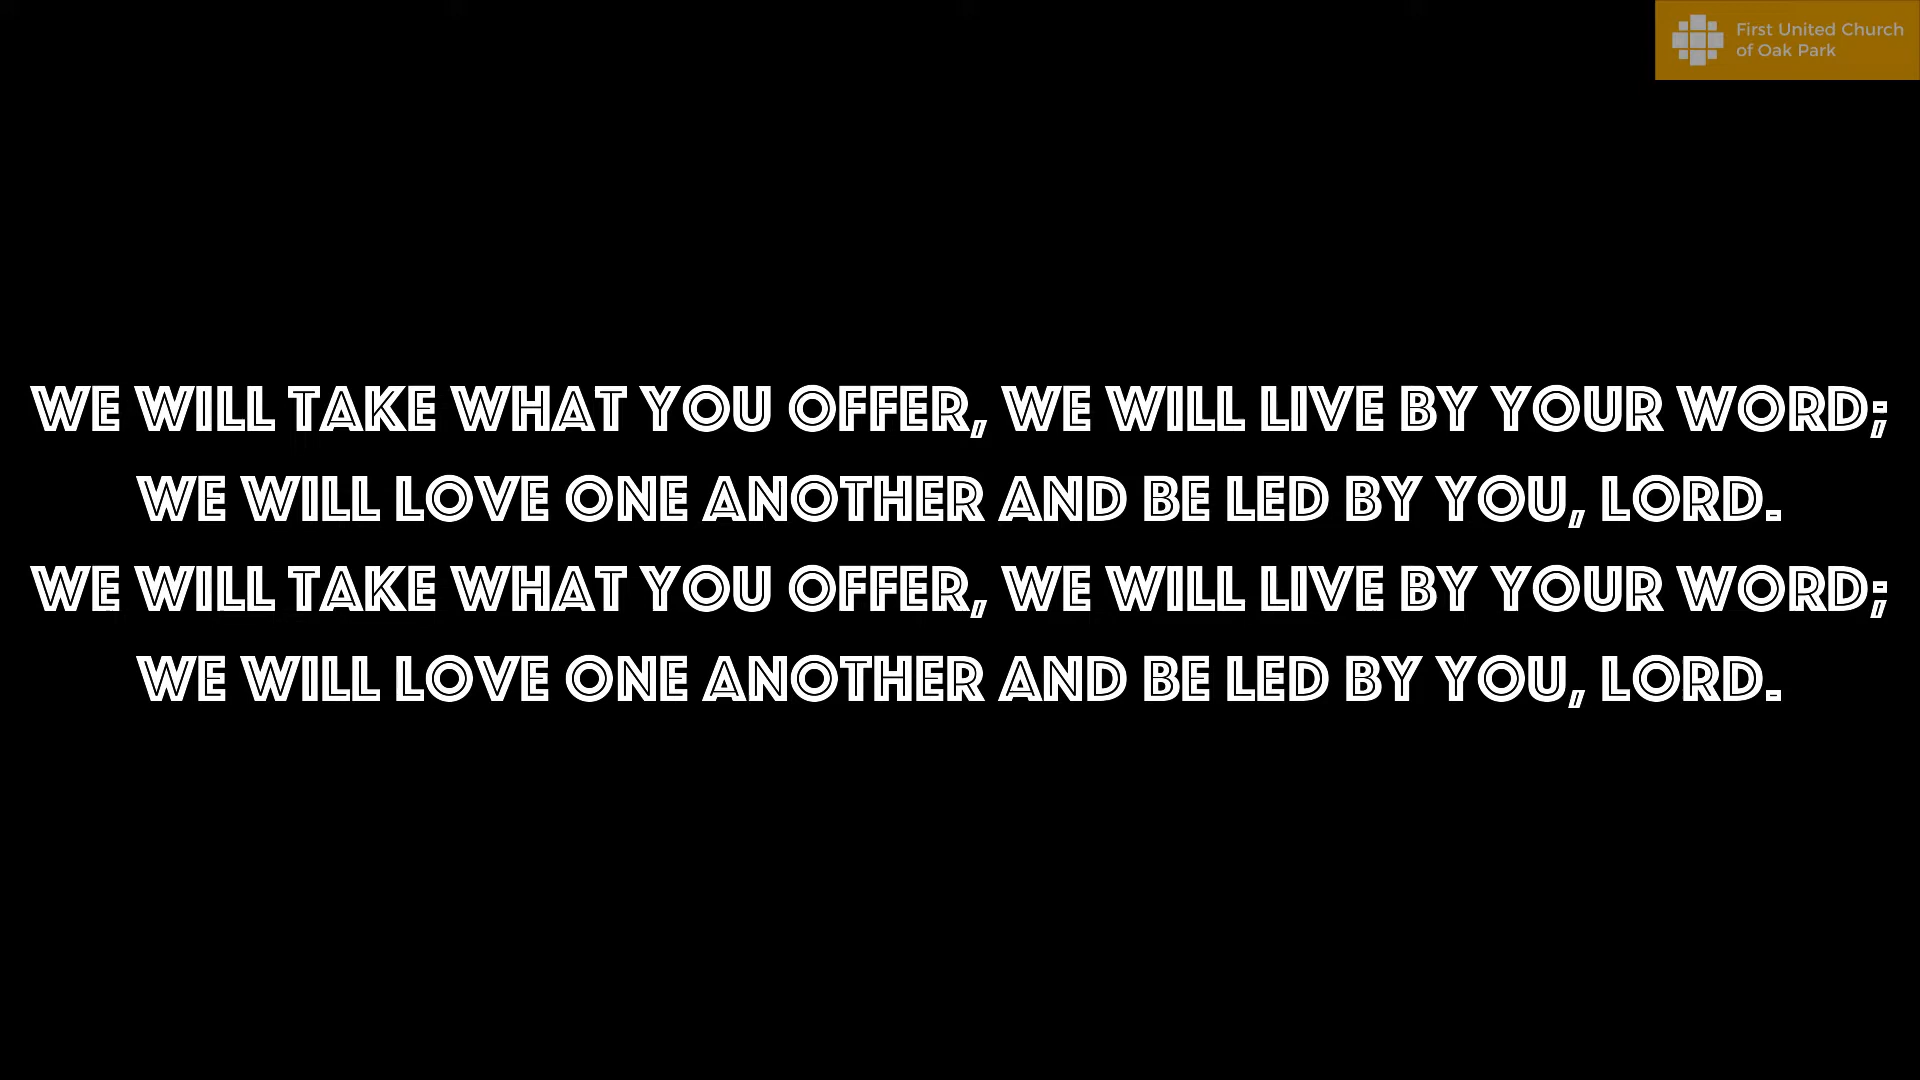 First United Church
of Oak Park
WE WILL TAKE WHAT YOU OFFER, WE WILL LIVE BY YOUR WORD;
WE WILL LOVE ONE ANOTHER AND BE LED BY YOU, LORD.
WE WILL TAKE WHAT YOU OFFER, WE WILL LIVE BY YOUR WORD;
WE WILL LOVE ONE ANOTHER AND BE LED BY YOU, LORD.